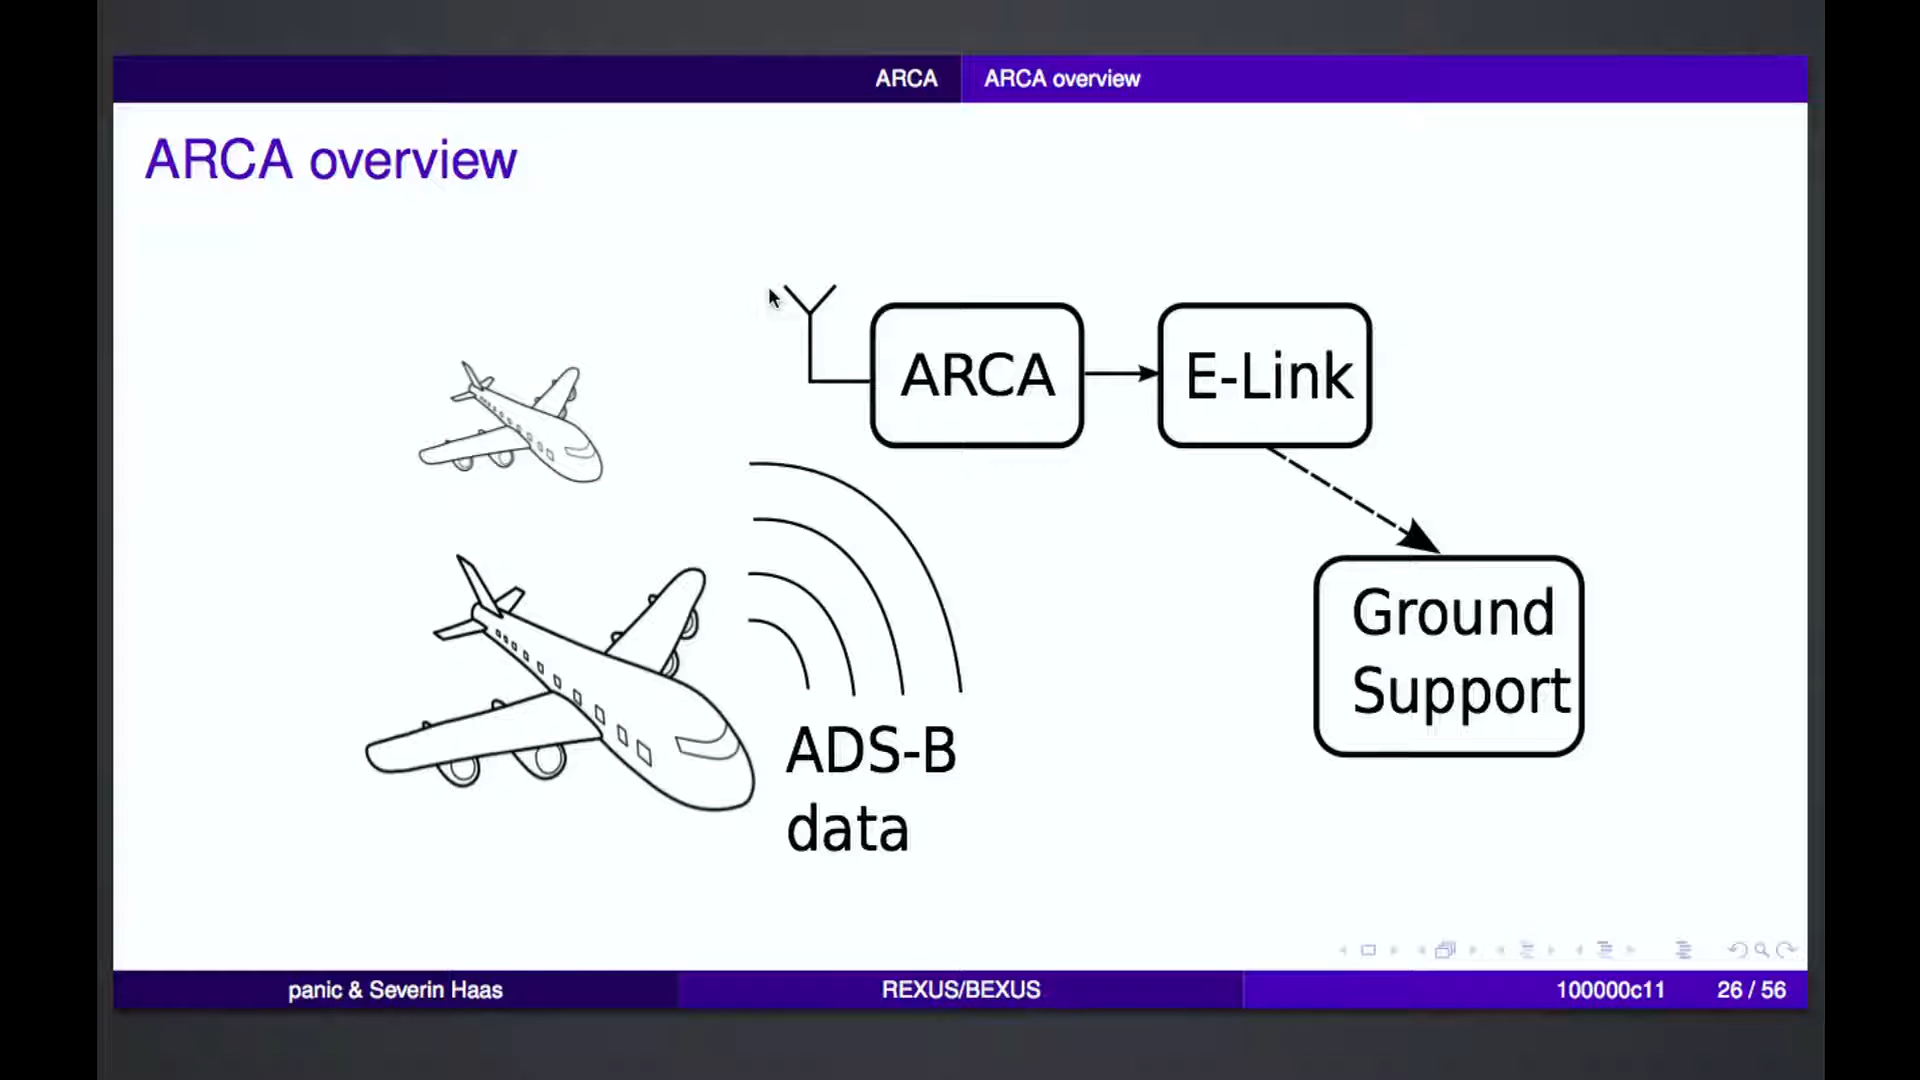 ARCA
ARCA overview
ARCA overview
ARCA
E-Link
Ground
Support
ADS-B
data
panic & Severin Haas
REXUS/BEXUS
100000c11
26 / 56